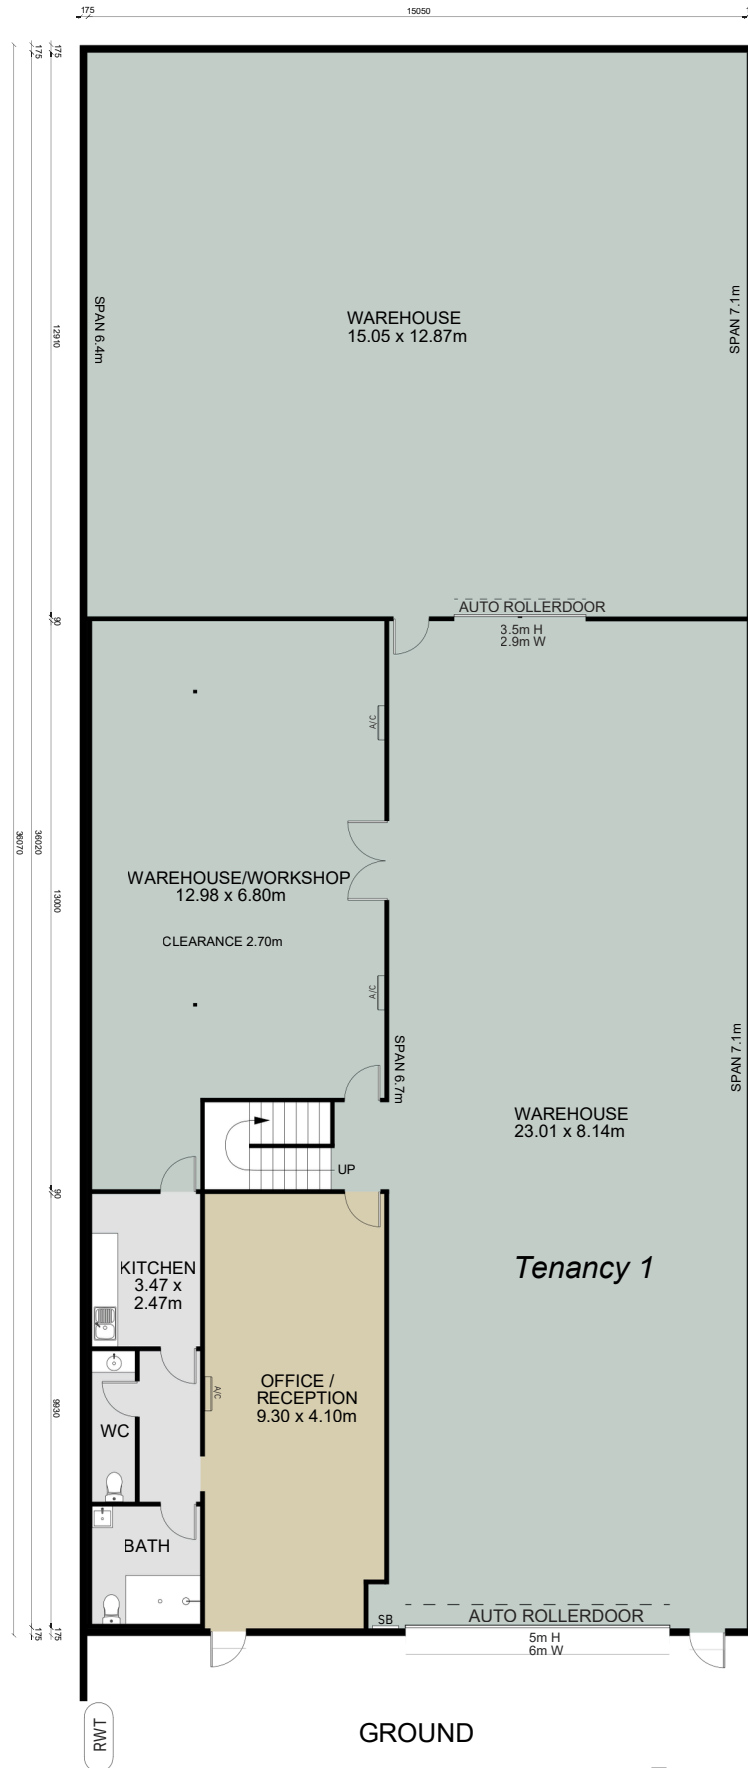 175
15050
175
175
SPAN 6.4m
12910
WAREHOUSE
15.05 x 12.87m
SPAN 7.1m
AUTO ROLLERDOOR
3.5m H
2.9m W
90
A/C
36070
36020
13000
WAREHOUSE/WORKSHOP
12.98 x 6.80m
CLEARANCE 2.70m
A/C
SPAN 6.7m
SPAN 7.1m
WAREHOUSE
23.01 x 8.14m
UP
90
Tenancy 1
KITCHEN
3.47 x
2.47m
OFFICE /
RECEPTION
9.30 x 4.10m
A/C
9930
WC
BATH
SB
AUTO ROLLERDOOR
5m H
6m W
175
175
RWT
GROUND